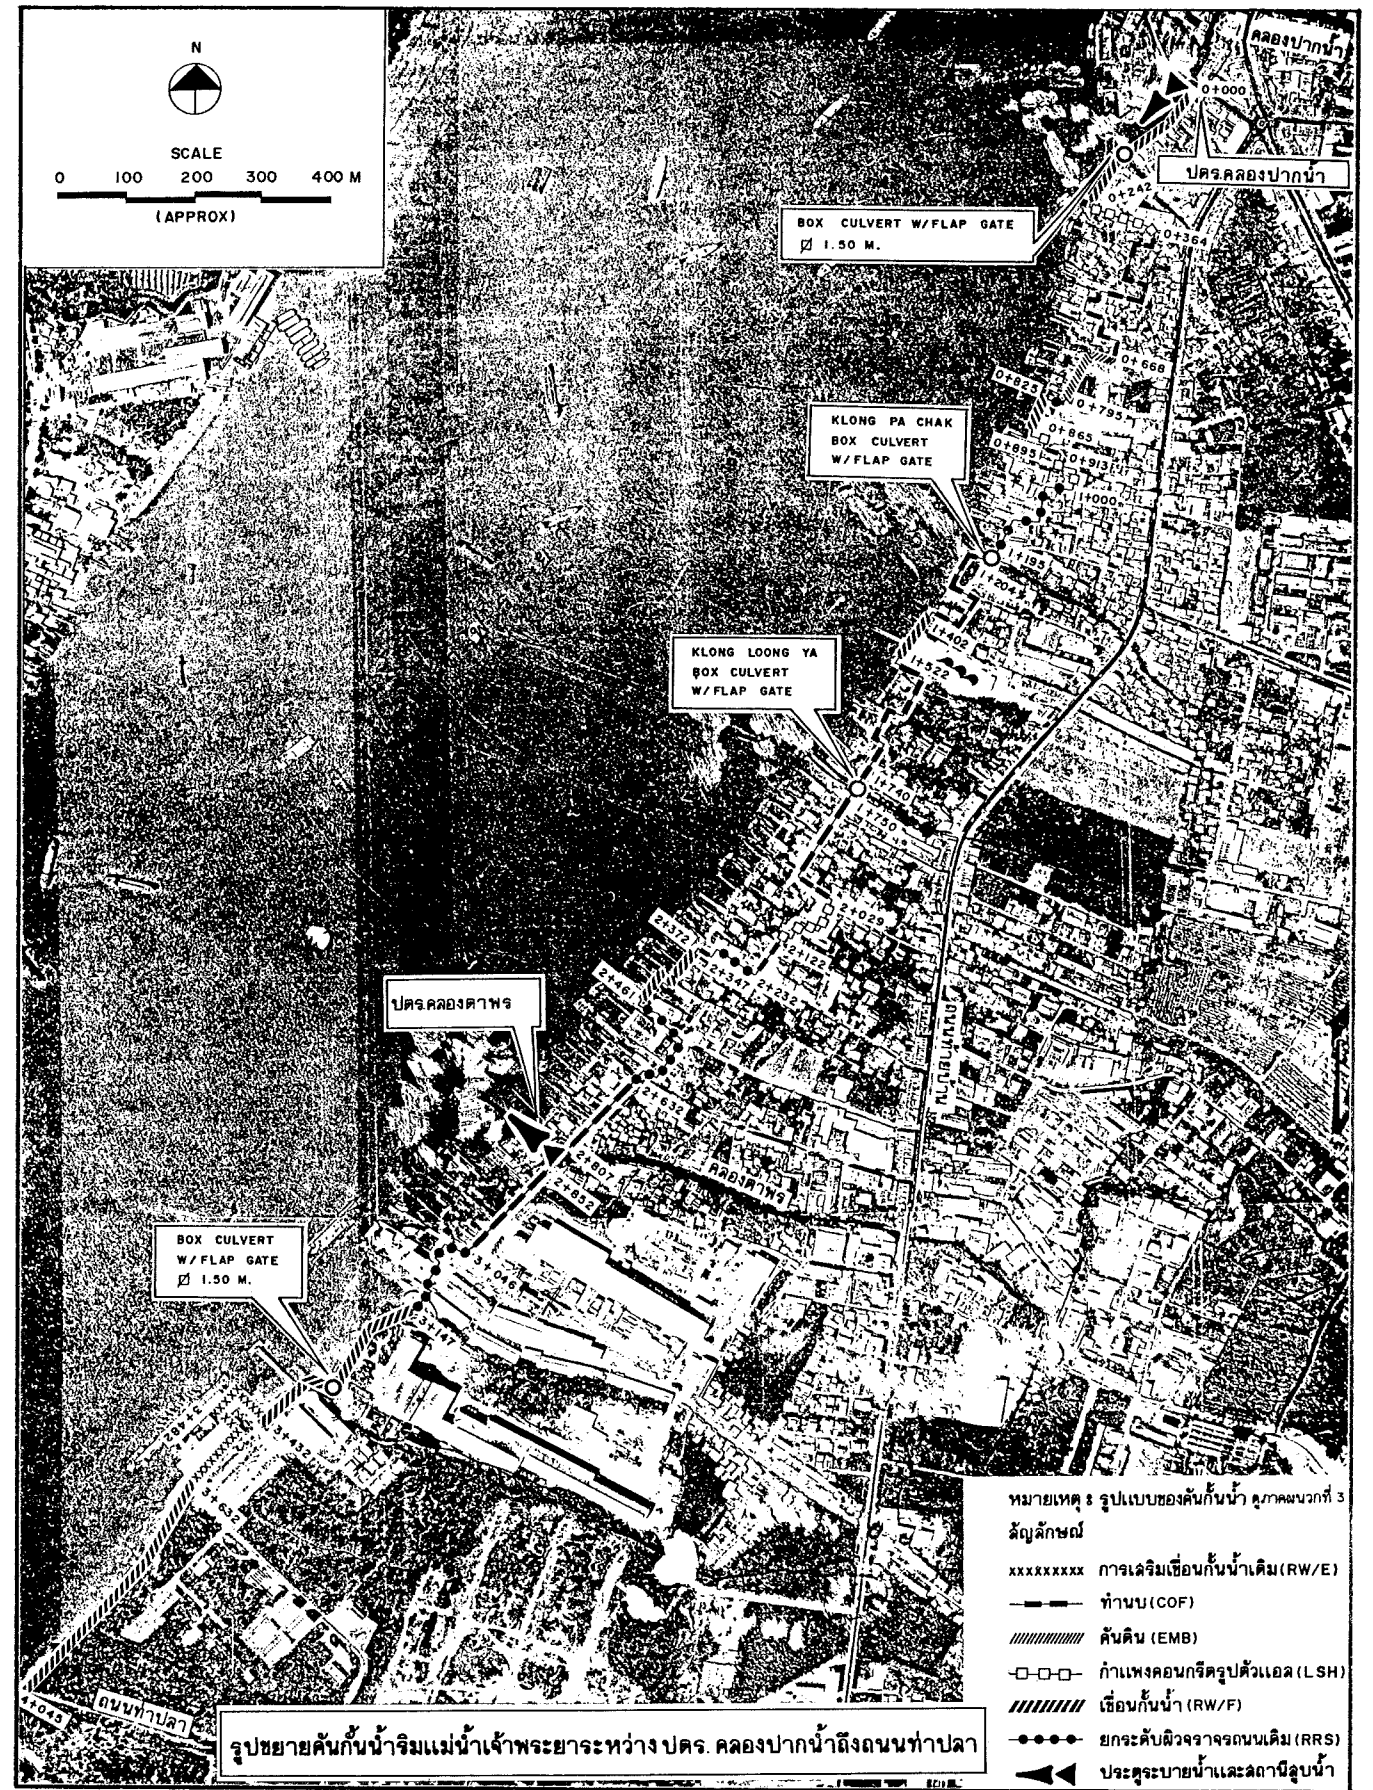 N
SCALE
0 100 200 300 400 M
(APPROX)
คลองปากน้ำ
0+000
ปตร.คลองปากน้ำ
0+242
BOX CULVERT W/FLAP GATE
⌀ 1.50 M.
0+364
0+668
0+825
0+795
KLONG PA CHAK
BOX CULVERT
W/FLAP GATE
0+865
0+895
0+913
1+000
1+195
1+204
1+402
KLONG LOONG YA
BOX CULVERT
W/FLAP GATE
1+522
1+740
1+750
2+029
2+122
2+232
2+247
2+337
2+461
ปตร.คลองตาพร
ถนนท้ายบ้าน
2+632
2+807
2+852
คลองตาพร
BOX CULVERT
W/FLAP GATE
⌀ 1.50 M.
3+046
3+147
3+432
3+632
4+045
ถนนท่าปลา
หมายเหตุ : รูปแบบของคันกั้นน้ำ ดูภาคผนวกที่ 3
สัญลักษณ์
xxxxxxxxx การเสริมเขื่อนกั้นน้ำเดิม(RW/E)
ทำนบ(COF)
คันดิน (EMB)
กำแพงคอนกรีตรูปตัวแอล(LSH)
เขื่อนกั้นน้ำ(RW/F)
ยกระดับผิวจราจรถนนเดิม(RRS)
ประตูระบายน้ำและสถานีสูบน้ำ
รูปขยายคันกั้นน้ำริมแม่น้ำเจ้าพระยาระหว่าง ปตร. คลองปากน้ำถึงถนนท่าปลา